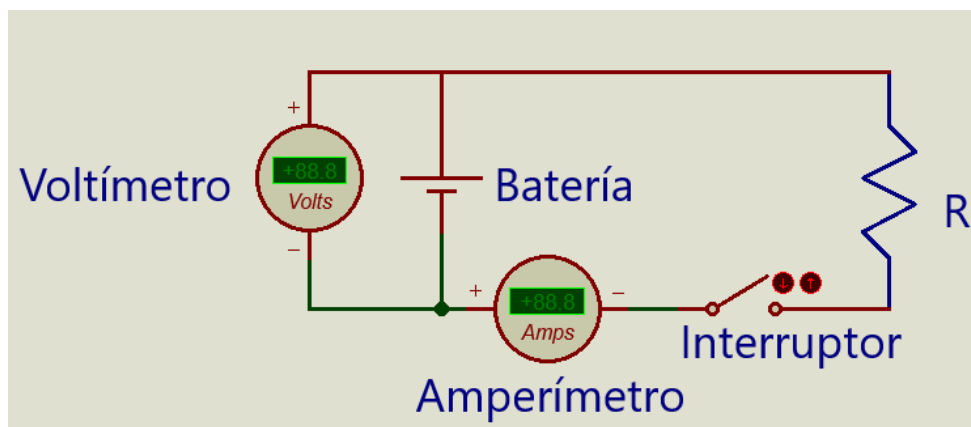 +
Voltímetro
+88.8
Volts
Batería
R
−
+
+88.8
−
Amps
Interruptor
Amperímetro